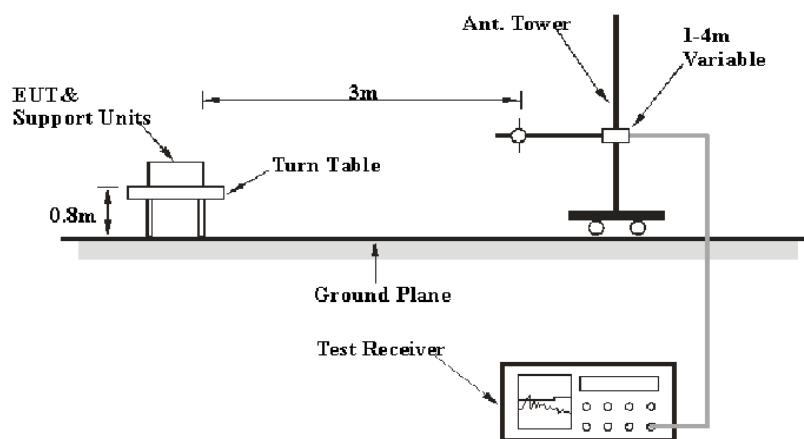 Ant. Tower
1-4m
Variable
3m
EUT&
Support Units
Turn Table
0.8m
Ground Plane
Test Receiver